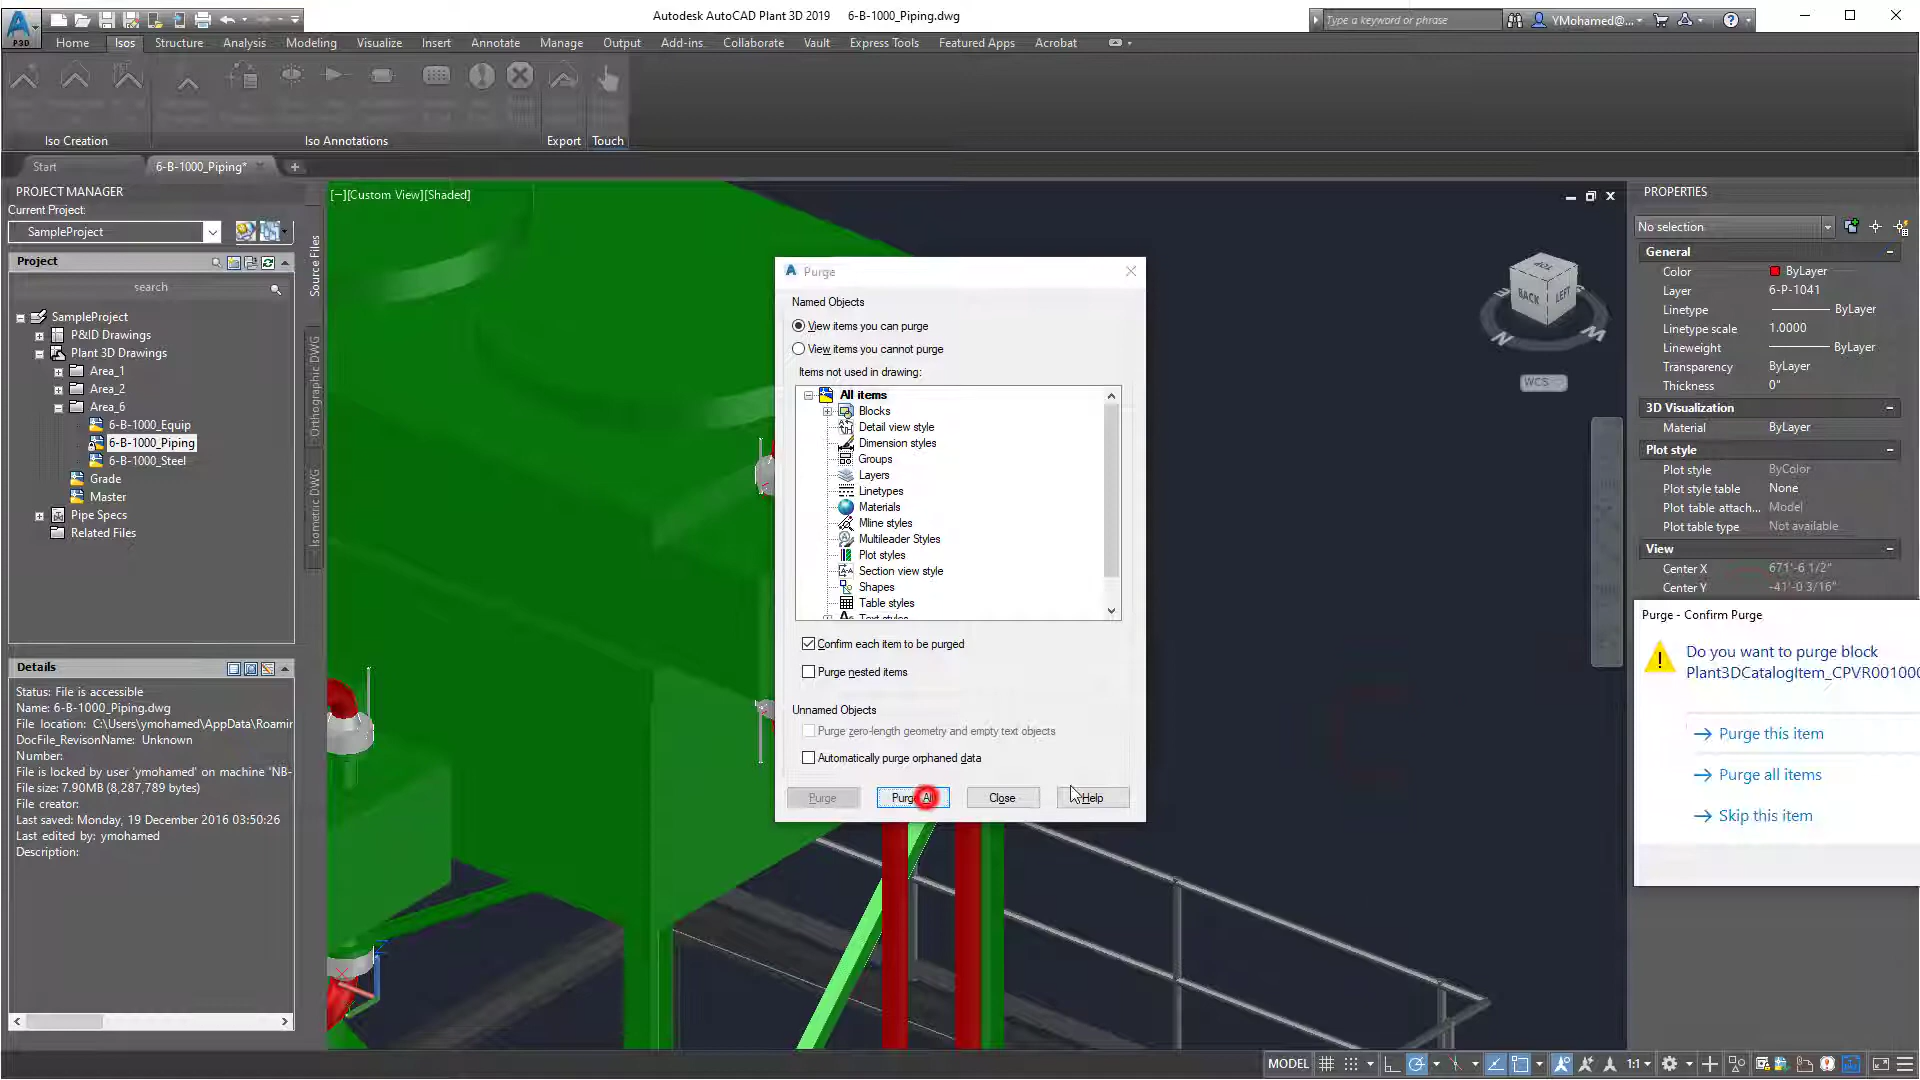 Autodesk AutoCAD Plant 3D 2019 6-B-1000_Piping.dwg
Type a keyword or phrase
YMohamed@...
P3D
Home Isos Structure Analysis Modeling Visualize Insert Annotate Manage Output Add-ins Collaborate Vault Express Tools Featured Apps Acrobat
Iso Creation Iso Annotations Export Touch
Start 6-B-1000_Piping*
PROJECT MANAGER
Current Project:
SampleProject
Project
search
SampleProject
P&ID Drawings
Plant 3D Drawings
Area_1
Area_2
Area_6
6-B-1000_Equip
6-B-1000_Piping
6-B-1000_Steel
Grade
Master
Pipe Specs
Related Files
Source Files
Orthographic DWG
Isometric DWG
Details
Status: File is accessible
Name: 6-B-1000_Piping.dwg
File location: C:\Users\ymohamed\AppData\Roamir
DocFile_RevisonName: Unknown
Number:
File is locked by user 'ymohamed' on machine 'NB-
File size: 7.90MB (8,287,789 bytes)
File creator:
Last saved: Monday, 19 December 2016 03:50:26
Last edited by: ymohamed
Description:
[−][Custom View][Shaded]
TOP
BACK
LEFT
N
WCS
Purge
Named Objects
View items you can purge
View items you cannot purge
Items not used in drawing:
All items
Blocks
Detail view style
Dimension styles
Groups
Layers
Linetypes
Materials
Mline styles
Multileader Styles
Plot styles
Section view style
Shapes
Table styles
Text styles
Confirm each item to be purged
Purge nested items
Unnamed Objects
Purge zero-length geometry and empty text objects
Automatically purge orphaned data
Purge Purge All Close Help
PROPERTIES
No selection
General
Color ByLayer
Layer 6-P-1041
Linetype ByLayer
Linetype scale 1.0000
Lineweight ByLayer
Transparency ByLayer
Thickness 0"
3D Visualization
Material ByLayer
Plot style
Plot style ByColor
Plot style table None
Plot table attach... Model
Plot table type Not available
View
Center X 671'-6 1/2"
Center Y -41'-0 3/16"
Purge - Confirm Purge
Do you want to purge block
Plant3DCatalogItem_CPVR001000
Purge this item
Purge all items
Skip this item
MODEL 1:1